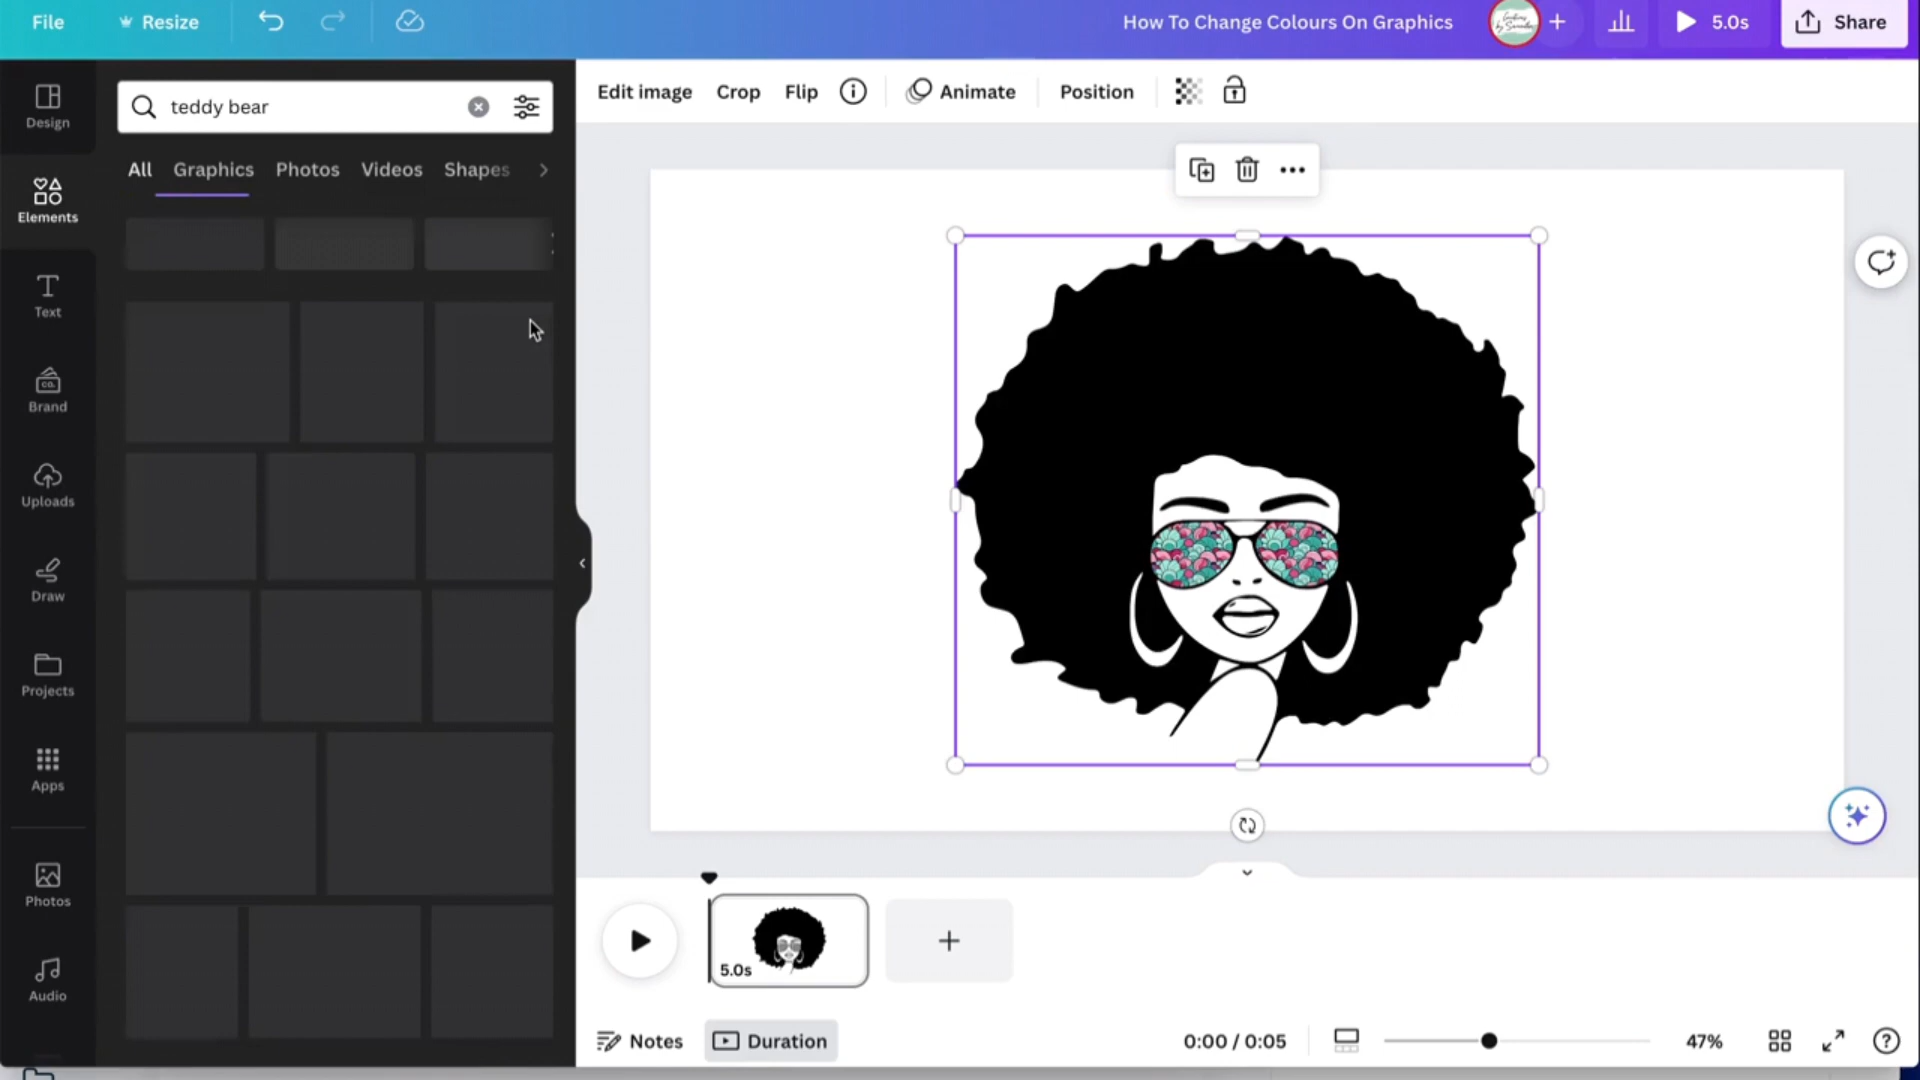 File
Resize
How To Change Colours On Graphics
5.0s
Share
Design
Elements
Text
Brand
CO.
Uploads
Draw
Projects
Apps
Photos
Audio
teddy bear
All
Graphics
Photos
Videos
Shapes
Edit image
Crop
Flip
Animate
Position
5.0s
Notes
Duration
0:00 / 0:05
47%